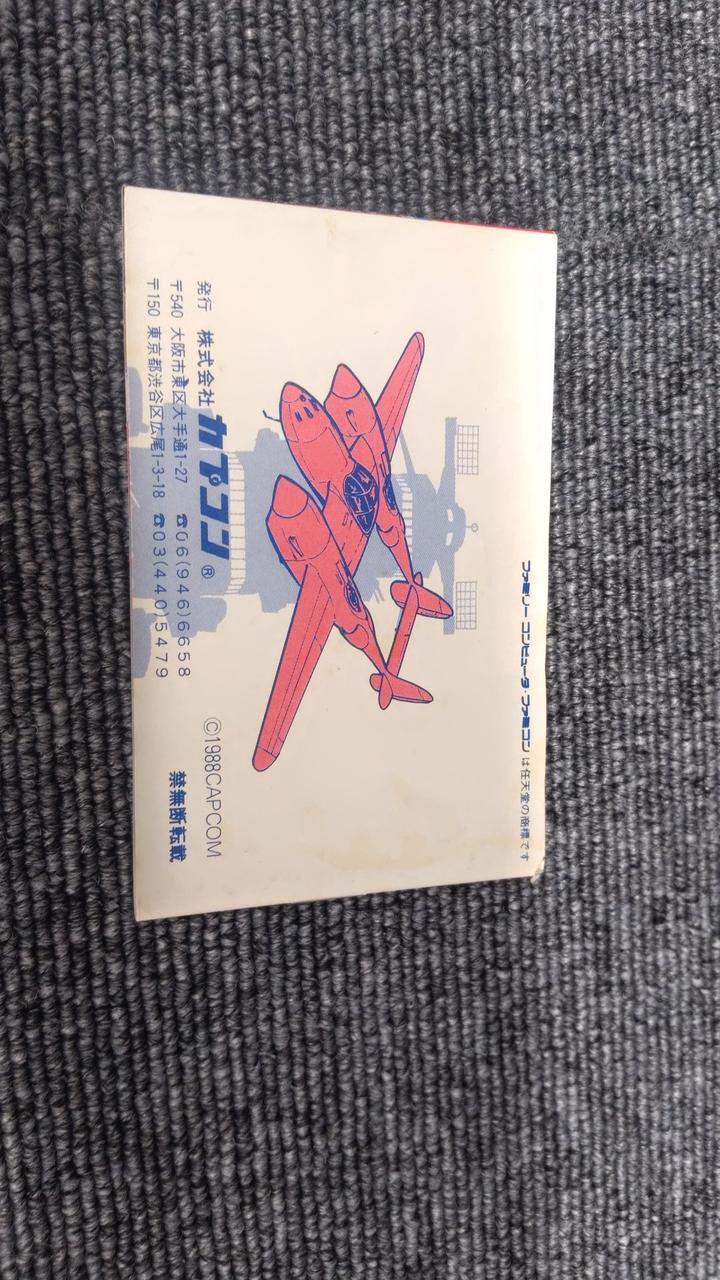 ファミリー コンピュータ・ファミコン は任天堂の商標です
発行 株式会社 カプコン® ©1988CAPCOM
〒540 大阪市東区大手通1-27 ☎06(946)6658 禁無断転載
〒150 東京都渋谷区広尾1-3-18 ☎03(440)5479